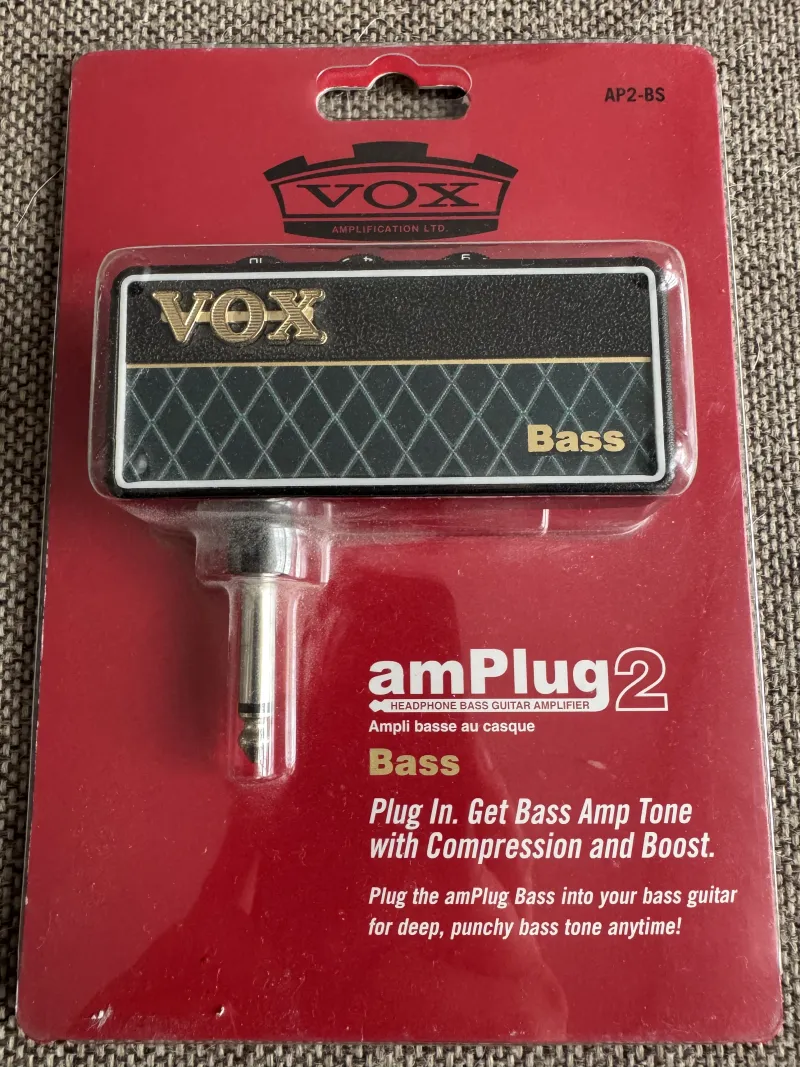 AP2-BS
VOX
AMPLIFICATION LTD.
VOX
Bass
amPlug2
HEADPHONE BASS GUITAR AMPLIFIER
Ampli basse au casque
Bass
Plug In. Get Bass Amp Tone
with Compression and Boost.
Plug the amPlug Bass into your bass guitar
for deep, punchy bass tone anytime!